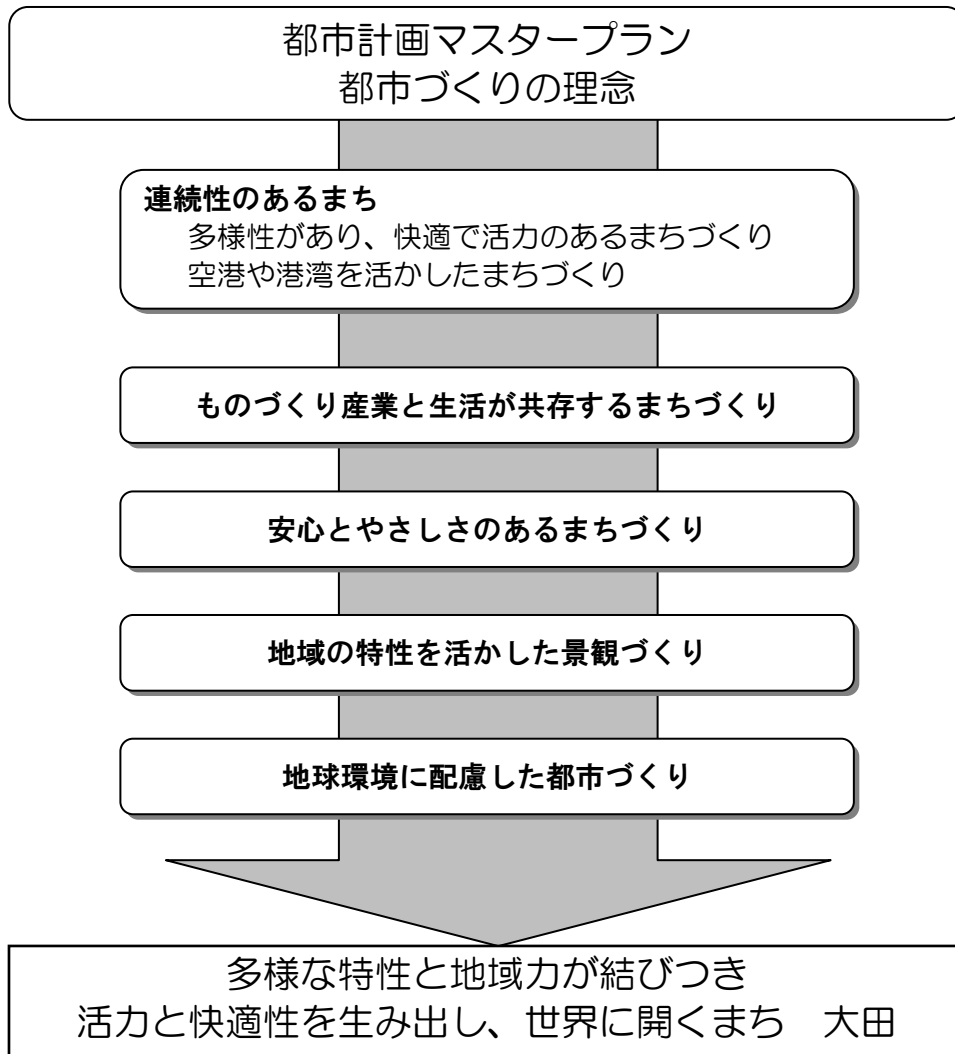 都市計画マスタープラン
都市づくりの理念
連続性のあるまち
多様性があり、快適で活力のあるまちづくり
空港や港湾を活かしたまちづくり
ものづくり産業と生活が共存するまちづくり
安心とやさしさのあるまちづくり
地域の特性を活かした景観づくり
地球環境に配慮した都市づくり
多様な特性と地域力が結びつき
活力と快適性を生み出し、世界に開くまち　大田